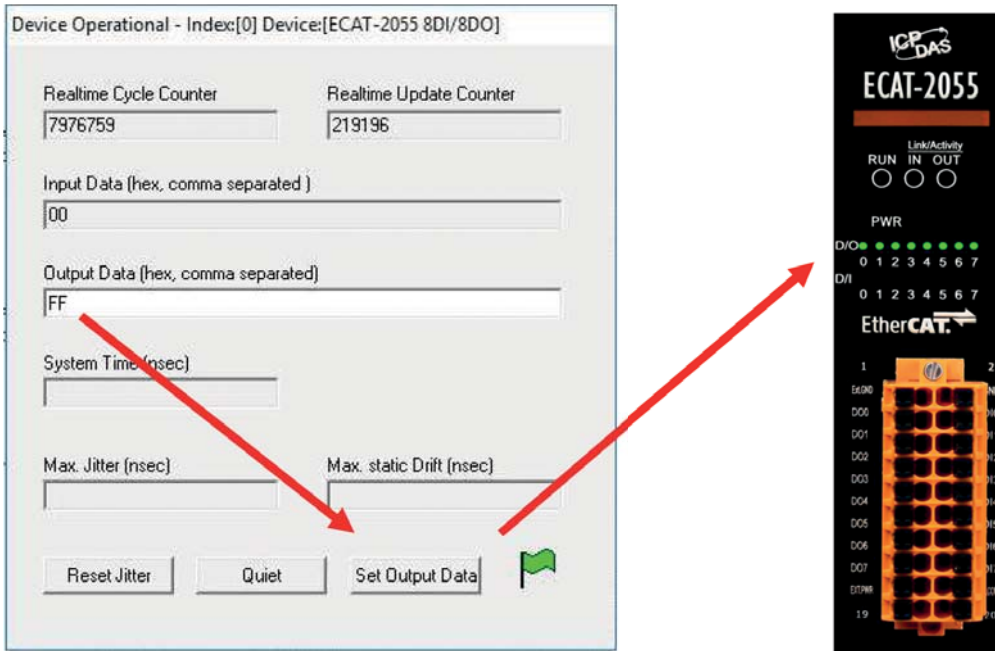 Device Operational - Index:[0] Device:[ECAT-2055 8DI/8DO]
Realtime Cycle Counter
Realtime Update Counter
7976759
219196
Input Data (hex, comma separated )
00
Output Data (hex, comma separated)
FF
System Time (nsec)
Max. Jitter (nsec)
Max. static Drift (nsec)
Reset Jitter
Quiet
Set Output Data
ICP DAS
ECAT-2055
Link/Activity
RUN IN OUT
PWR
D/O
0 1 2 3 4 5 6 7
D/I
0 1 2 3 4 5 6 7
EtherCAT.
1 2
Ext.GND
DO0
DO1
DO2
DO3
DO4
DO5
DO6
DO7
EXT.PWR
19